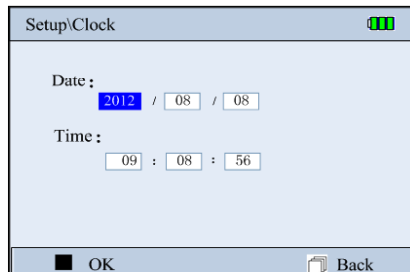 Setup\Clock
Date:
2012 / 08 / 08
Time:
09 : 08 : 56
OK Back